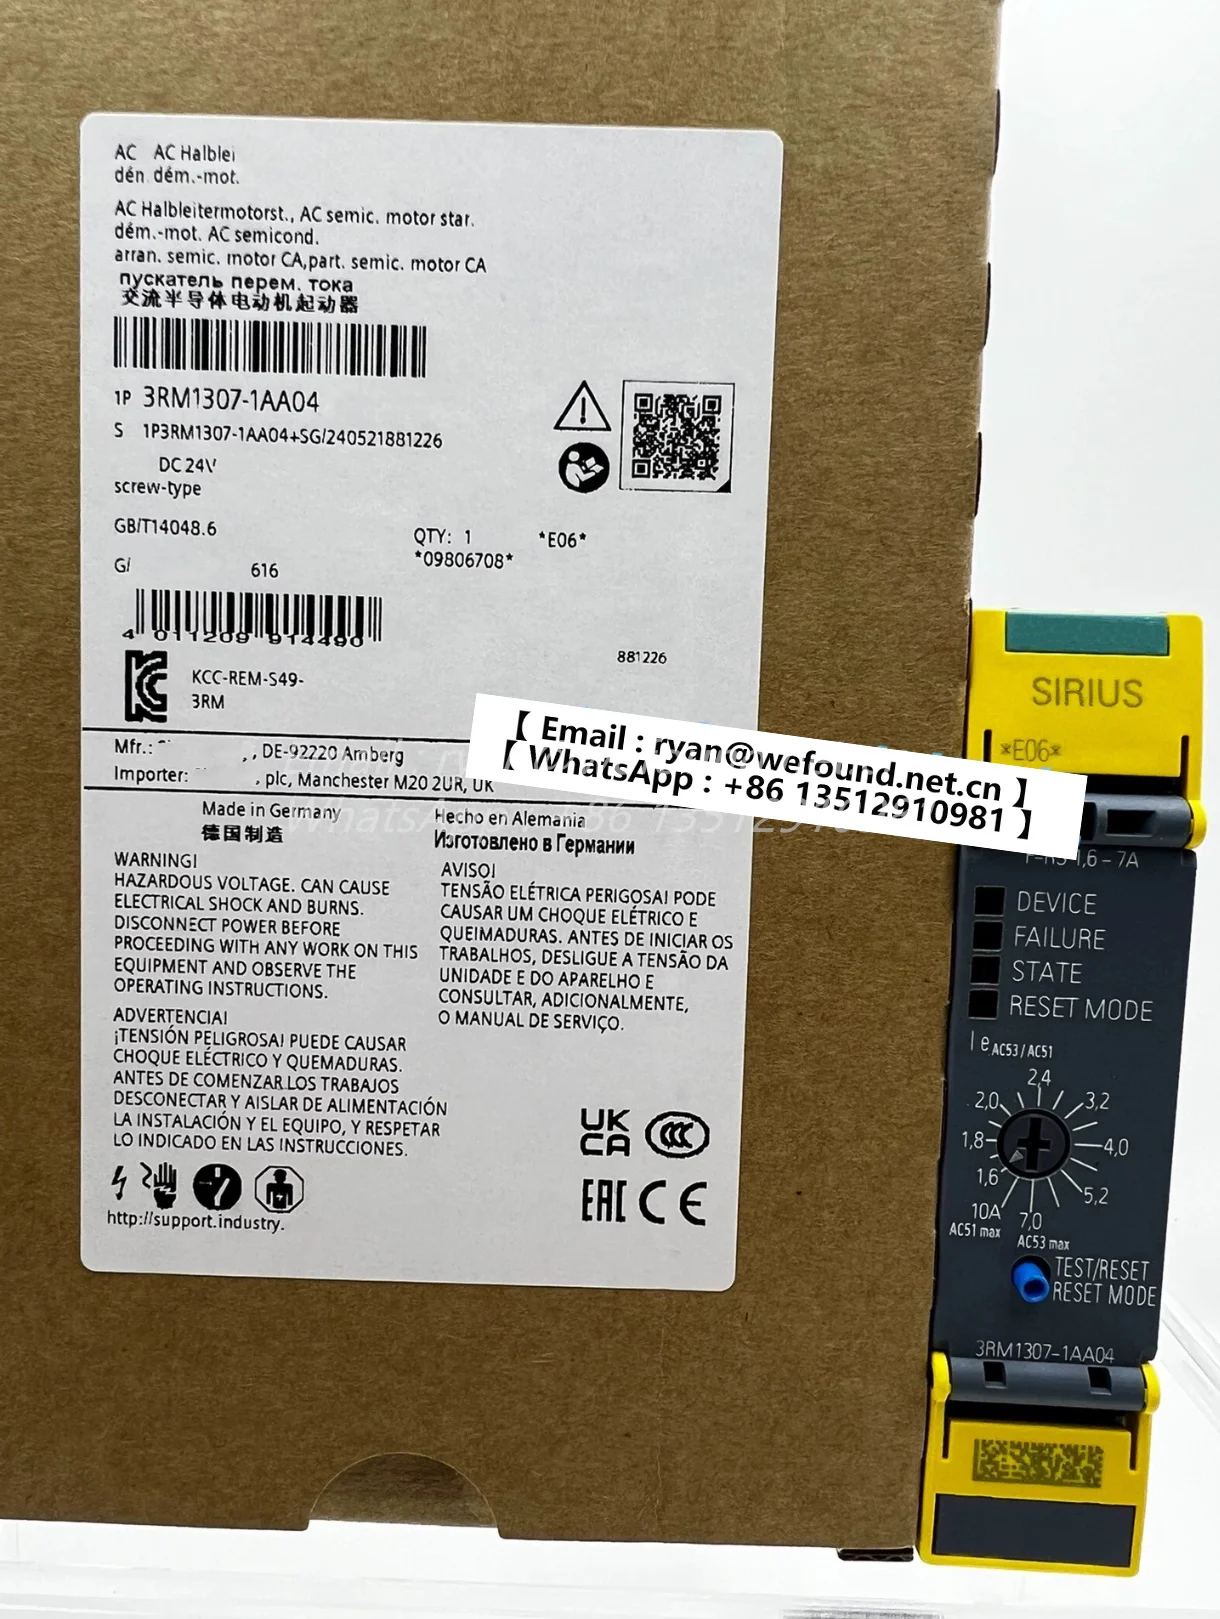 AC AC Halblei
dén. dém.-mot.
AC Halbleitermotorst., AC semic. motor star.
dém.-mot. AC semicond.
arran. semic. motor CA,part. semic. motor CA
пускатель перем. тока
交流半导体电动机起动器
1P 3RM1307-1AA04
S 1P3RM1307-1AA04+SG/240521881226
DC 24V
screw-type
GB/T14048.6
QTY: 1 *E06*
*09806708*
G/ 616
4 011209 914490
881226
KCC-REM-S49-
3RM
Mfr.: , DE-92220 Amberg
Importer: , plc, Manchester M20 2UR, UK
Made in Germany
德国制造
Hecho en Alemania
Изготовлено в Германии
WARNING!
HAZARDOUS VOLTAGE. CAN CAUSE
ELECTRICAL SHOCK AND BURNS.
DISCONNECT POWER BEFORE
PROCEEDING WITH ANY WORK ON THIS
EQUIPMENT AND OBSERVE THE
OPERATING INSTRUCTIONS.
AVISO!
TENSÃO ELÉTRICA PERIGOSA! PODE
CAUSAR UM CHOQUE ELÉTRICO E
QUEIMADURAS. ANTES DE INICIAR OS
TRABALHOS, DESLIGUE A TENSÃO DA
UNIDADE E DO APARELHO E
CONSULTAR, ADICIONALMENTE,
O MANUAL DE SERVIÇO.
ADVERTENCIA!
¡TENSIÓN PELIGROSA! PUEDE CAUSAR
CHOQUE ELÉCTRICO Y QUEMADURAS.
ANTES DE COMENZAR LOS TRABAJOS
DESCONECTAR Y AISLAR DE ALIMENTACIÓN
LA INSTALACIÓN Y EL EQUIPO, Y RESPETAR
LO INDICADO EN LAS INSTRUCCIONES.
UK
CA
CCC
EAC CE
http://support.industry.
【 Email : ryan@wefound.net.cn 】
【 WhatsApp : +86 13512910981 】
SIRIUS
*E06*
1,6 – 7A
DEVICE
FAILURE
STATE
RESET MODE
Ie AC53/AC51
2,4
2,0 3,2
1,8 4,0
1,6 5,2
10A 7,0
AC51 max AC53 max
TEST/RESET
RESET MODE
3RM1307-1AA04